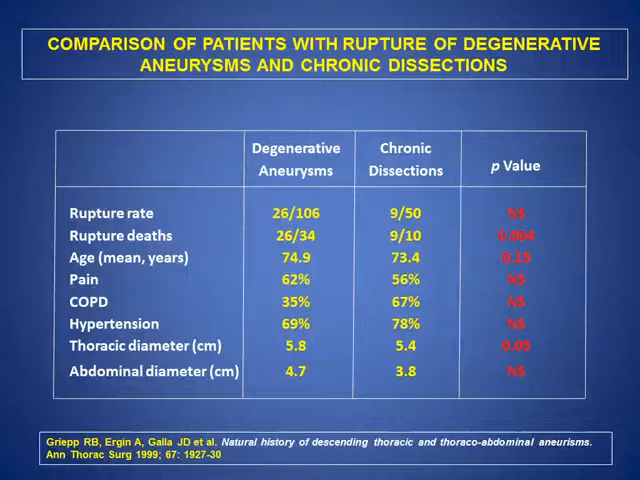 COMPARISON OF PATIENTS WITH RUPTURE OF DEGENERATIVE
ANEURYSMS AND CHRONIC DISSECTIONS
Degenerative Aneurysms Chronic Dissections p Value
Rupture rate 26/106 9/50 NS
Rupture deaths 26/34 9/10 0.004
Age (mean, years) 74.9 73.4 0.15
Pain 62% 56% NS
COPD 35% 67% NS
Hypertension 69% 78% NS
Thoracic diameter (cm) 5.8 5.4 0.05
Abdominal diameter (cm) 4.7 3.8 NS
Griepp RB, Ergin A, Galla JD et al. Natural history of descending thoracic and thoraco-abdominal aneurisms.
Ann Thorac Surg 1999; 67: 1927-30